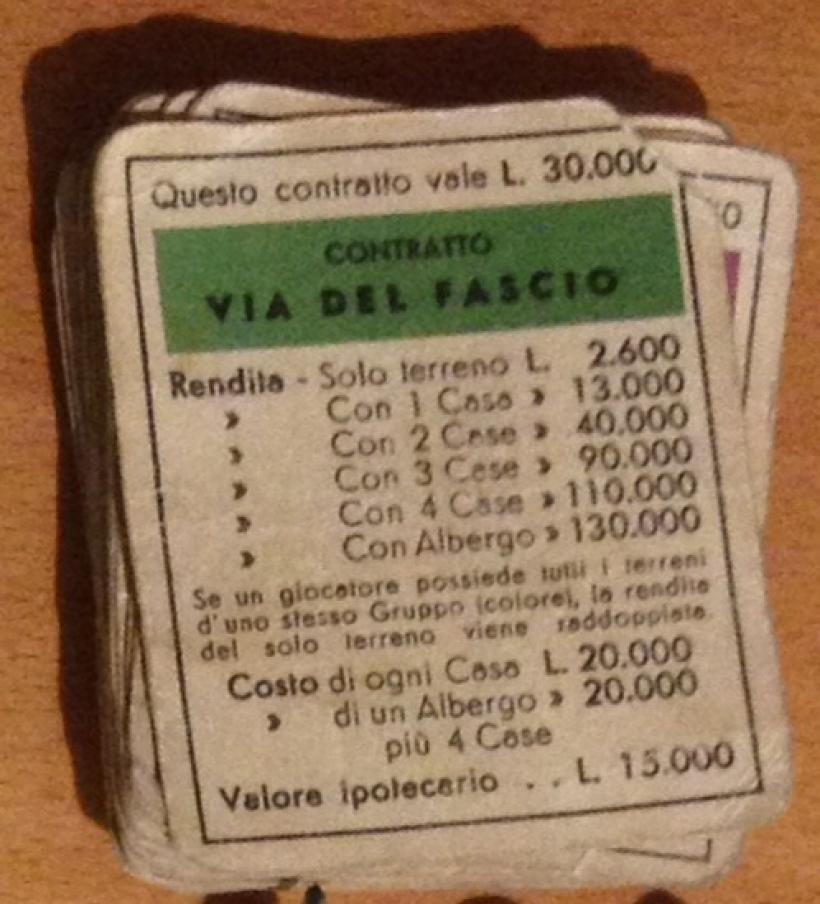 Questo contratto vale L. 30.000
CONTRATTO
VIA DEL FASCIO
Rendita - Solo terreno L. 2.600
» Con 1 Casa » 13.000
» Con 2 Case » 40.000
» Con 3 Case » 90.000
» Con 4 Case » 110.000
» Con Albergo » 130.000
Se un giocatore possiede tutti i terreni
d'uno stesso Gruppo (colore), la rendita
del solo terreno viene raddoppiata.
Costo di ogni Casa L. 20.000
» di un Albergo » 20.000
più 4 Case
Valore ipotecario . . L. 15.000